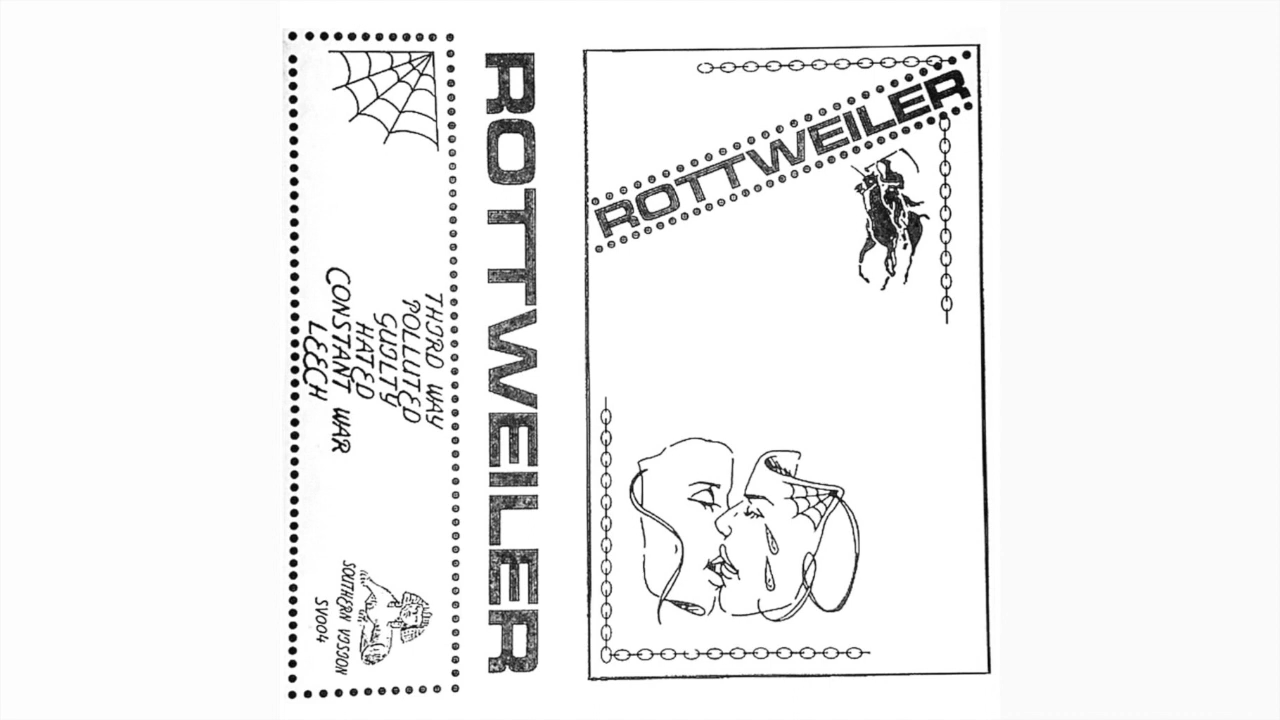 THIRD WAY
POLLUTED
GUILTY
HATED
CONSTANT WAR
LEECH
SOUTHERN VISION
SV004
ROTTWEILER
ROTTWEILER